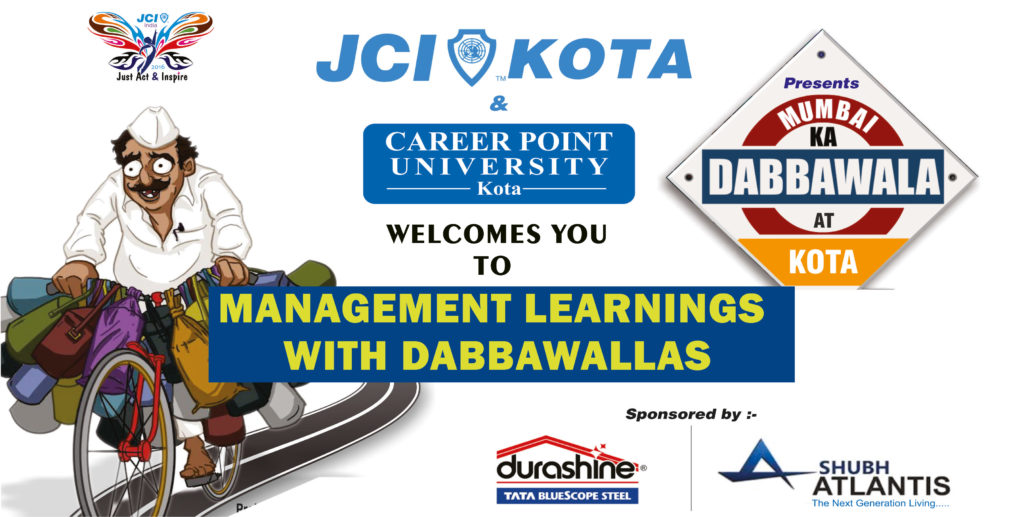 JCI
India
2016
Just Act & Inspire
JCI KOTA
TM
&
CAREER POINT
UNIVERSITY
Kota
WELCOMES YOU
TO
MANAGEMENT LEARNINGS
WITH DABBAWALLAS
Presents
MUMBAI
KA
DABBAWALA
AT
KOTA
Sponsored by :-
durashine®
TATA BLUESCOPE STEEL
SHUBH
ATLANTIS
The Next Generation Living.....